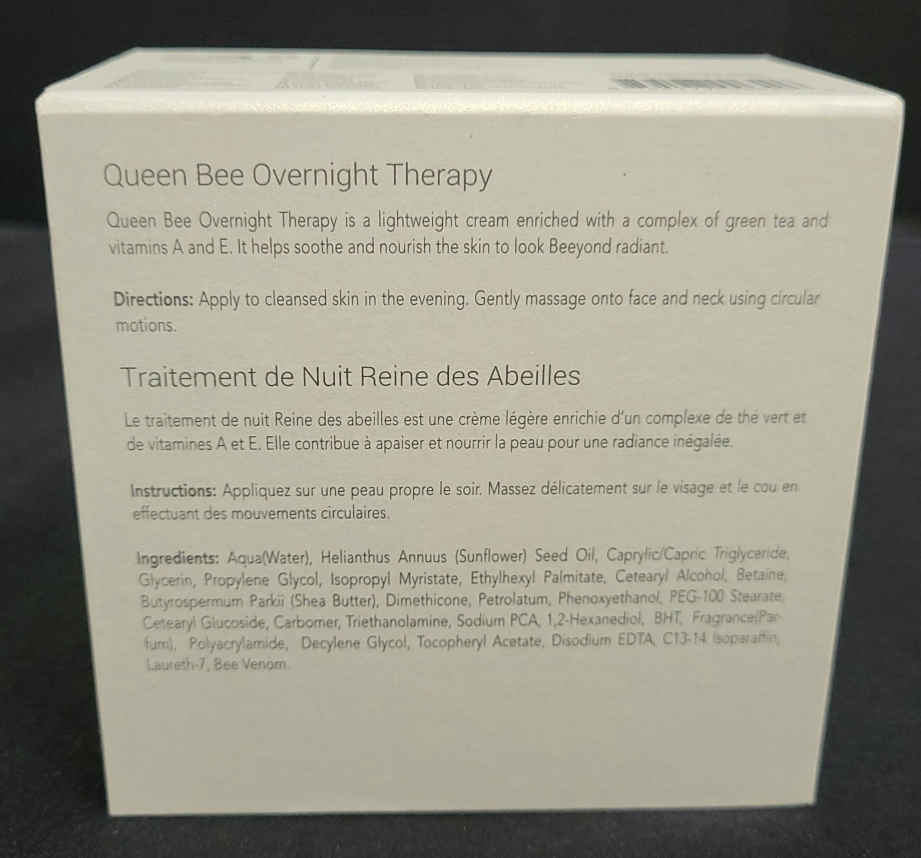 Queen Bee Overnight Therapy
Queen Bee Overnight Therapy is a lightweight cream enriched with a complex of green tea and
vitamins A and E. It helps soothe and nourish the skin to look Beeyond radiant.
Directions: Apply to cleansed skin in the evening. Gently massage onto face and neck using circular
motions.
Traitement de Nuit Reine des Abeilles
Le traitement de nuit Reine des abeilles est une crème légère enrichie d'un complexe de thé vert et
de vitamines A et E. Elle contribue à apaiser et nourrir la peau pour une radiance inégalée.
Instructions: Appliquez sur une peau propre le soir. Massez délicatement sur le visage et le cou en
effectuant des mouvements circulaires.
Ingredients: Aqua(Water), Helianthus Annuus (Sunflower) Seed Oil, Caprylic/Capric Triglyceride,
Glycerin, Propylene Glycol, Isopropyl Myristate, Ethylhexyl Palmitate, Cetearyl Alcohol, Betaine,
Butyrospermum Parkii (Shea Butter), Dimethicone, Petrolatum, Phenoxyethanol, PEG-100 Stearate,
Cetearyl Glucoside, Carbomer, Triethanolamine, Sodium PCA, 1,2-Hexanediol, BHT, Fragrance(Par-
fum), Polyacrylamide, Decylene Glycol, Tocopheryl Acetate, Disodium EDTA, C13-14 Isoparaffin,
Laureth-7, Bee Venom.